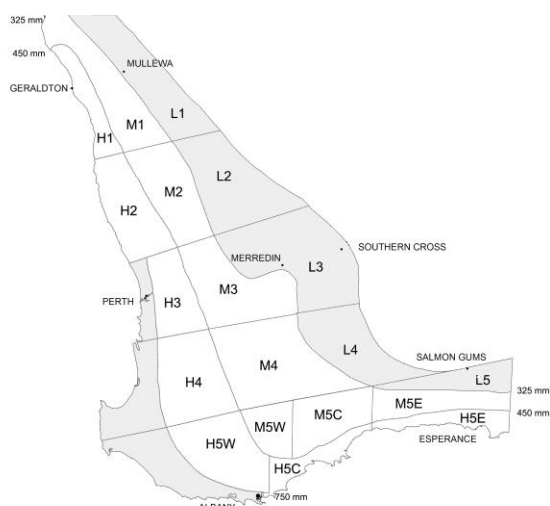 325 mm
450 mm
MULLEWA
GERALDTON
L1
M1
H1
L2
M2
H2
SOUTHERN CROSS
MERREDIN
L3
M3
PERTH
H3
L4
SALMON GUMS
M4
L5
H4
325 mm
M5E
M5C
450 mm
H5E
M5W
ESPERANCE
H5W
H5C
750 mm
ALBANY